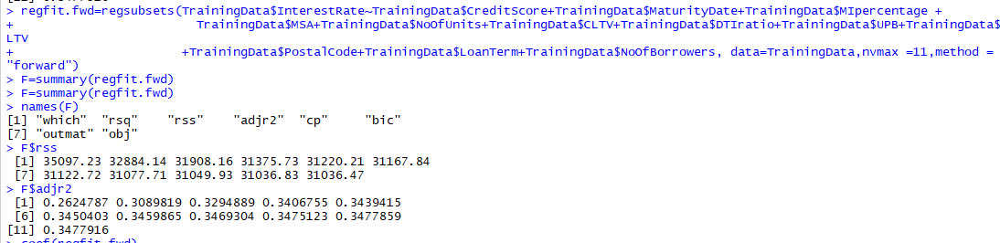 > regfit.fwd=regsubsets(TrainingData$InterestRate~TrainingData$CreditScore+TrainingData$MaturityDate+TrainingData$MIpercentage +
+ TrainingData$MSA+TrainingData$NoOfUnits+TrainingData$CLTV+TrainingData$DTIratio+TrainingData$UPB+TrainingData$
LTV
+ +TrainingData$PostalCode+TrainingData$LoanTerm+TrainingData$NoOfBorrowers, data=TrainingData,nvmax =11,method =
"forward")
> F=summary(regfit.fwd)
> F=summary(regfit.fwd)
> names(F)
[1] "which" "rsq" "rss" "adjr2" "cp" "bic"
[7] "outmat" "obj"
> F$rss
[1] 35097.23 32884.14 31908.16 31375.73 31220.21 31167.84
[7] 31122.72 31077.71 31049.93 31036.83 31036.47
> F$adjr2
[1] 0.2624787 0.3089819 0.3294889 0.3406755 0.3439415
[6] 0.3450403 0.3459865 0.3469304 0.3475123 0.3477859
[11] 0.3477916